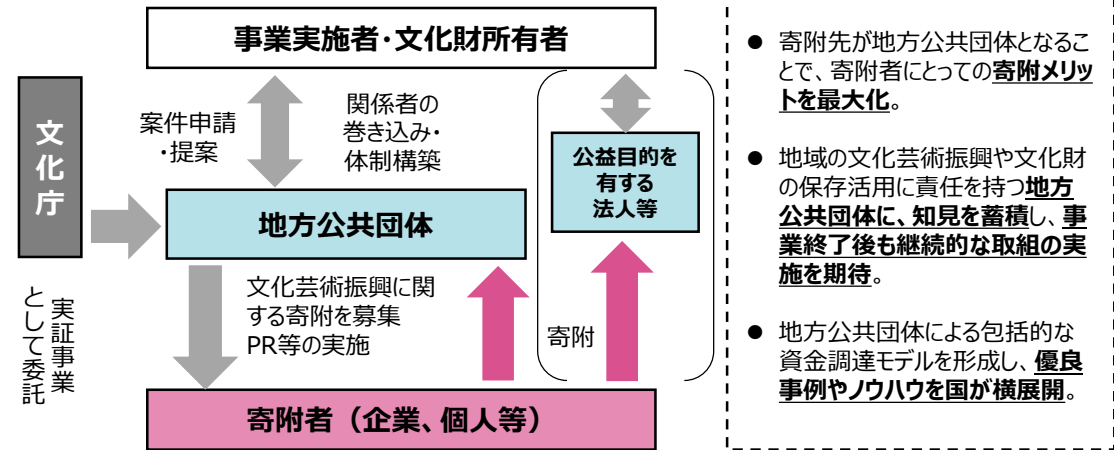 事業実施者・文化財所有者
文化庁
案件申請
・提案
関係者の
巻き込み・
体制構築
公益目的を
有する
法人等
地方公共団体
文化芸術振興に関
する寄附を募集
PR等の実施
寄附
実証事業
として委託
寄附者（企業、個人等）
● 寄附先が地方公共団体となるこ
とで、寄附者にとっての寄附メリッ
トを最大化。
● 地域の文化芸術振興や文化財
の保存活用に責任を持つ地方
公共団体に、知見を蓄積し、事
業終了後も継続的な取組の実
施を期待。
● 地方公共団体による包括的な
資金調達モデルを形成し、優良
事例やノウハウを国が横展開。